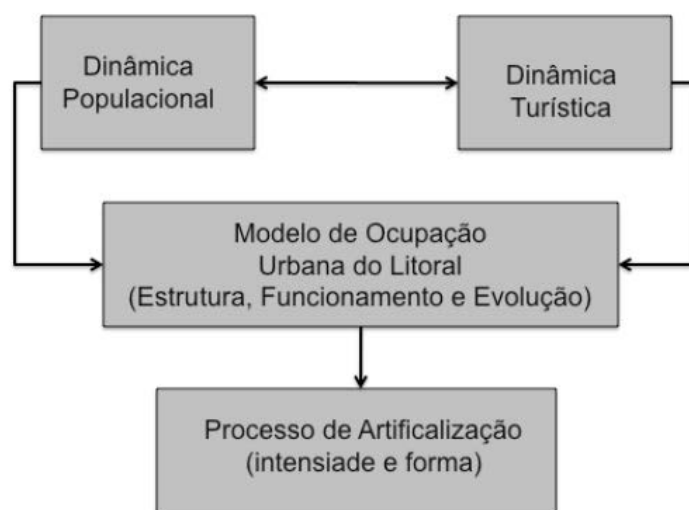 Dinâmica
Populacional
Dinâmica
Turística
Modelo de Ocupação
Urbana do Litoral
(Estrutura, Funcionamento e Evolução)
Processo de Artificalização
(intensiade e forma)